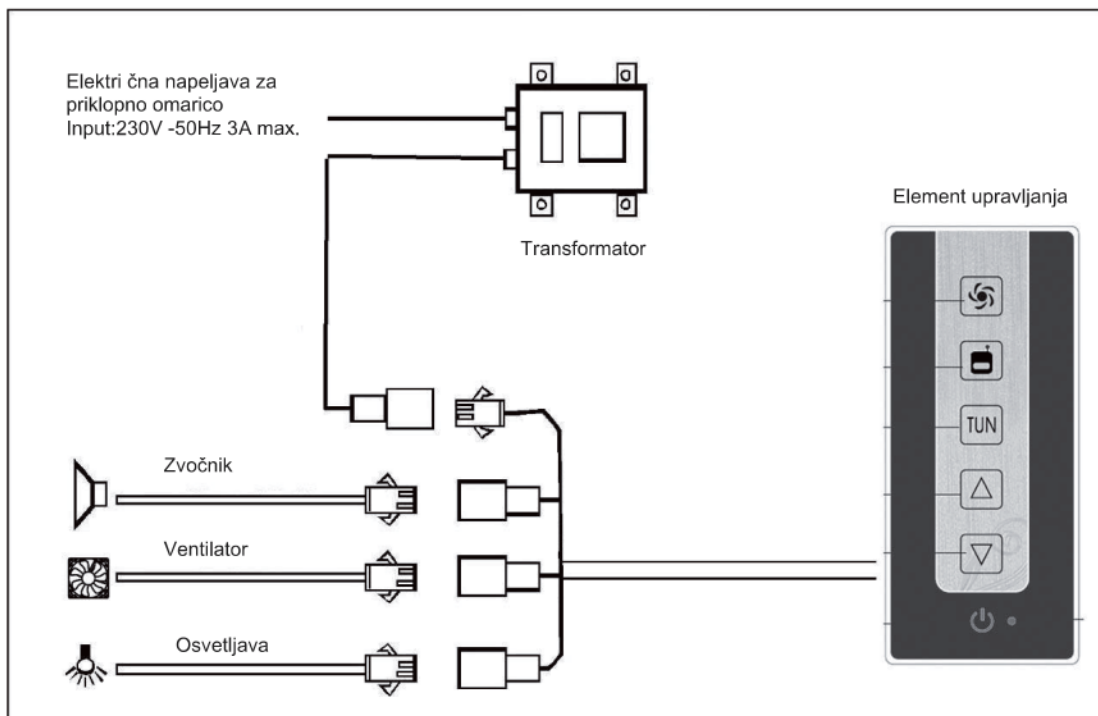 Elektri čna napeljava za
priklopno omarico
Input:230V -50Hz 3A max.
Transformator
Element upravljanja
TUN
Zvočnik
Ventilator
Osvetljava